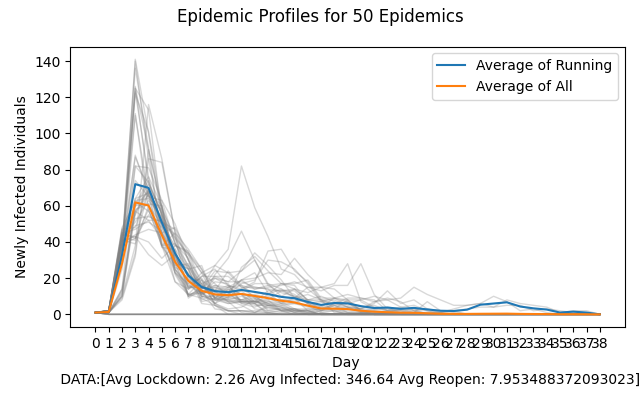 Epidemic Profiles for 50 Epidemics
140
120
100
80
60
40
20
0
Newly Infected Individuals
Average of Running
Average of All
0 1 2 3 4 5 6 7 8 9 10 11 12 13 14 15 16 17 18 19 20 21 22 23 24 25 26 27 28 29 30 31 32 33 34 35 36 37 38
Day
DATA:[Avg Lockdown: 2.26 Avg Infected: 346.64 Avg Reopen: 7.953488372093023]